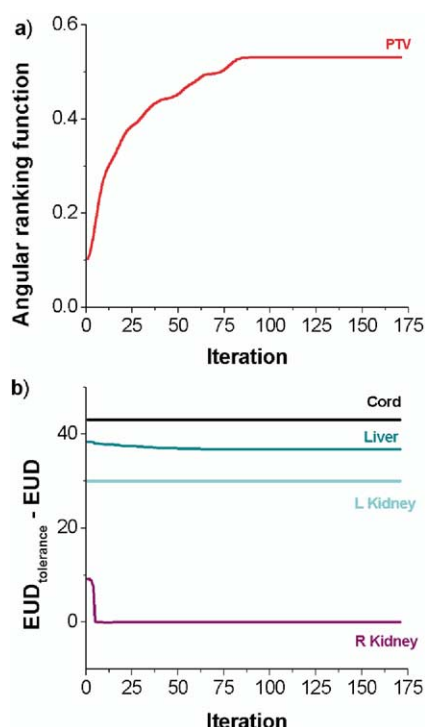 a)
0.6
PTV
0.4
0.2
0.0
Angular ranking function
0 25 50 75 100 125 150 175
Iteration
b)
Cord
40
Liver
L Kidney
20
0
R Kidney
EUDtolerance - EUD
0 25 50 75 100 125 150 175
Iteration